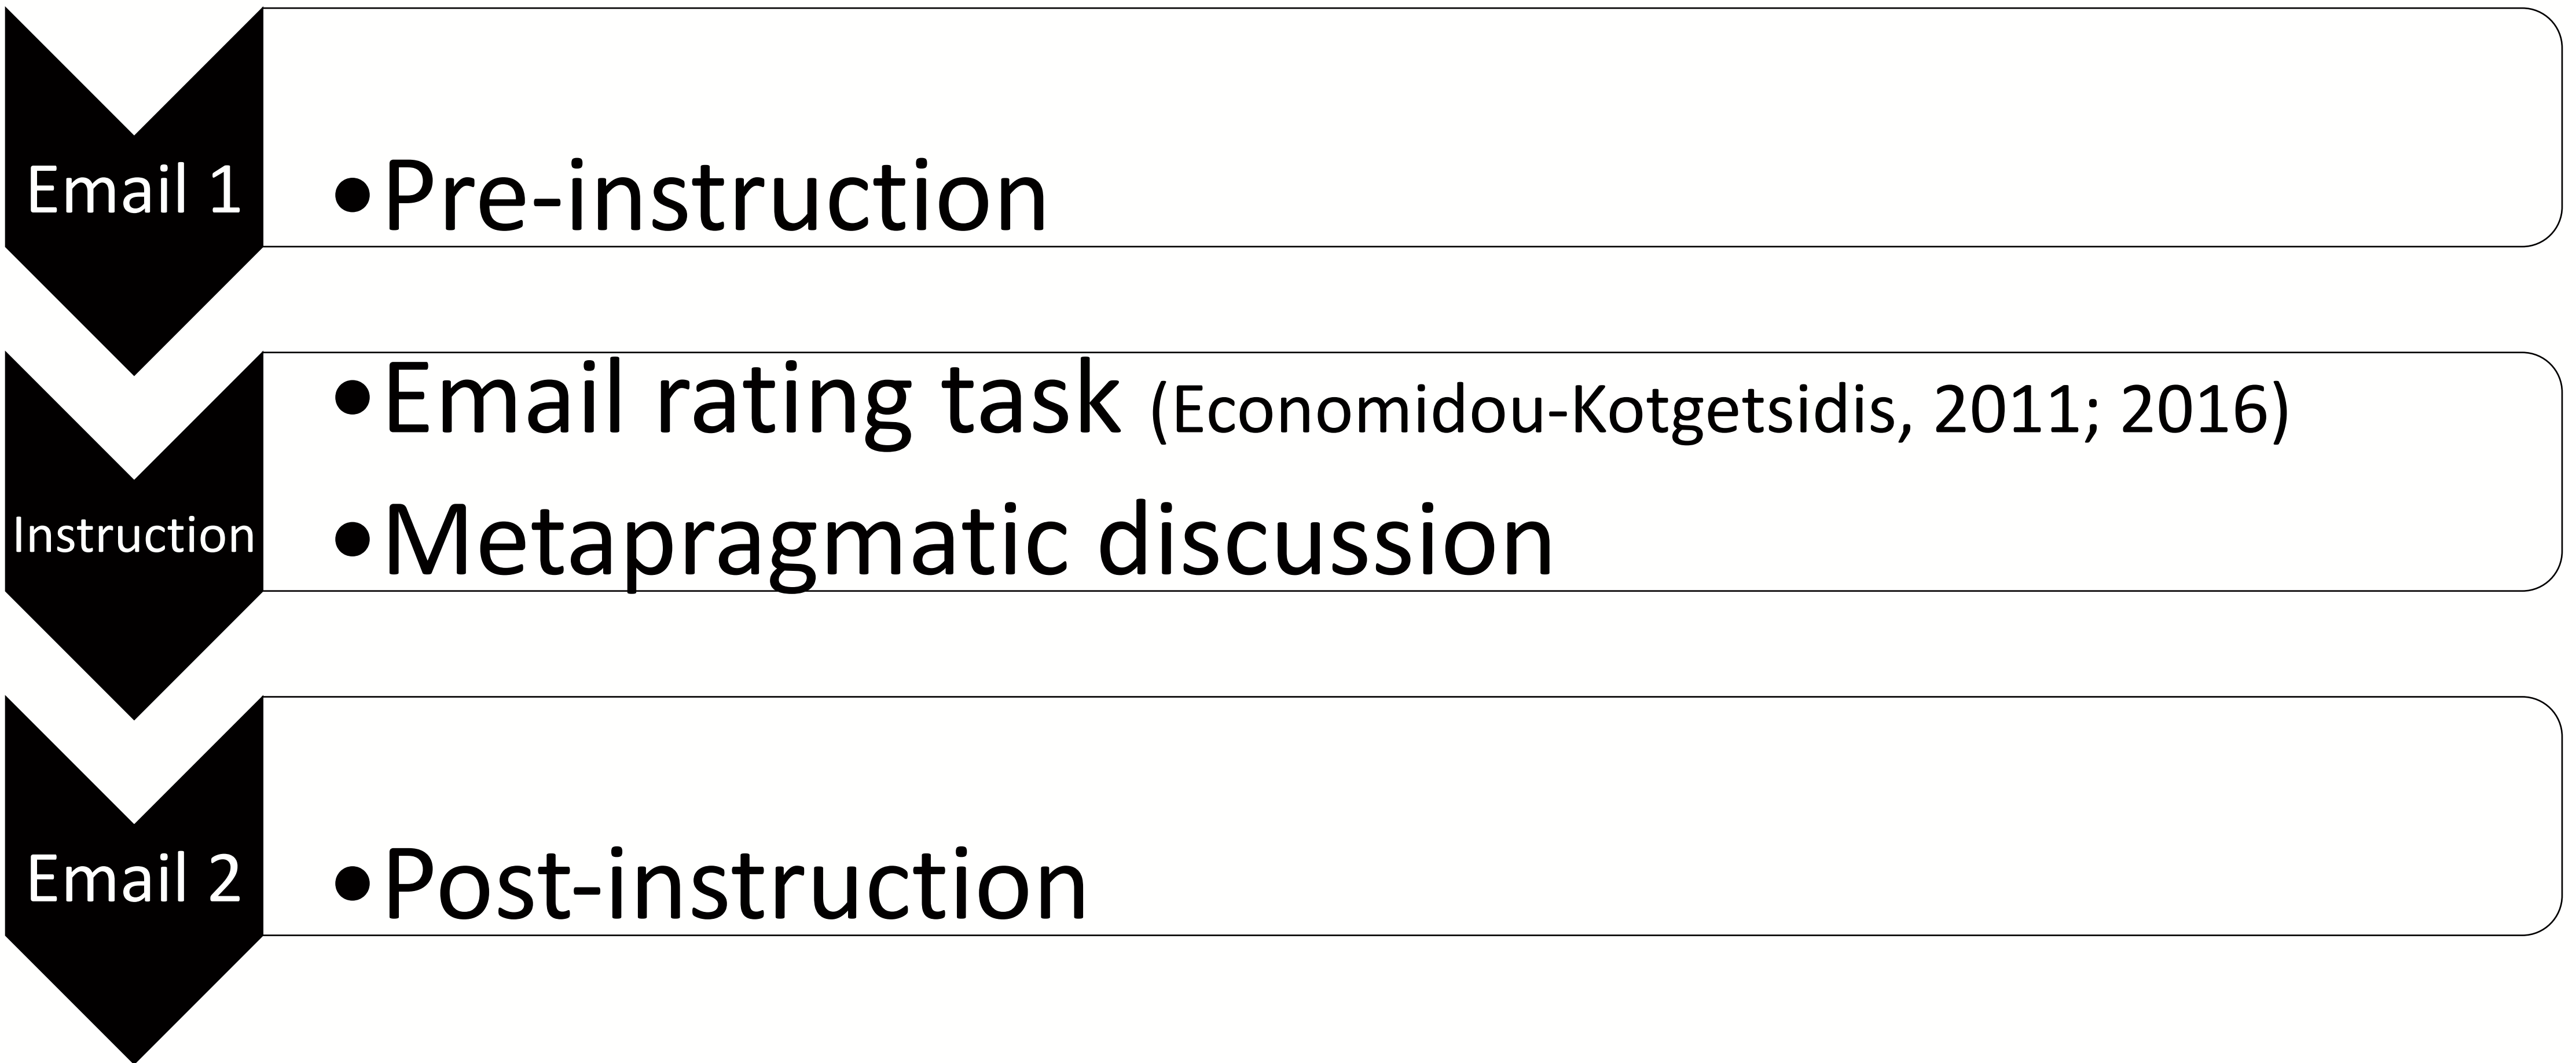 Email 1
•Pre-instruction
Instruction
•Email rating task (Economidou-Kotgetsidis, 2011; 2016)
•Metapragmatic discussion
Email 2
•Post-instruction